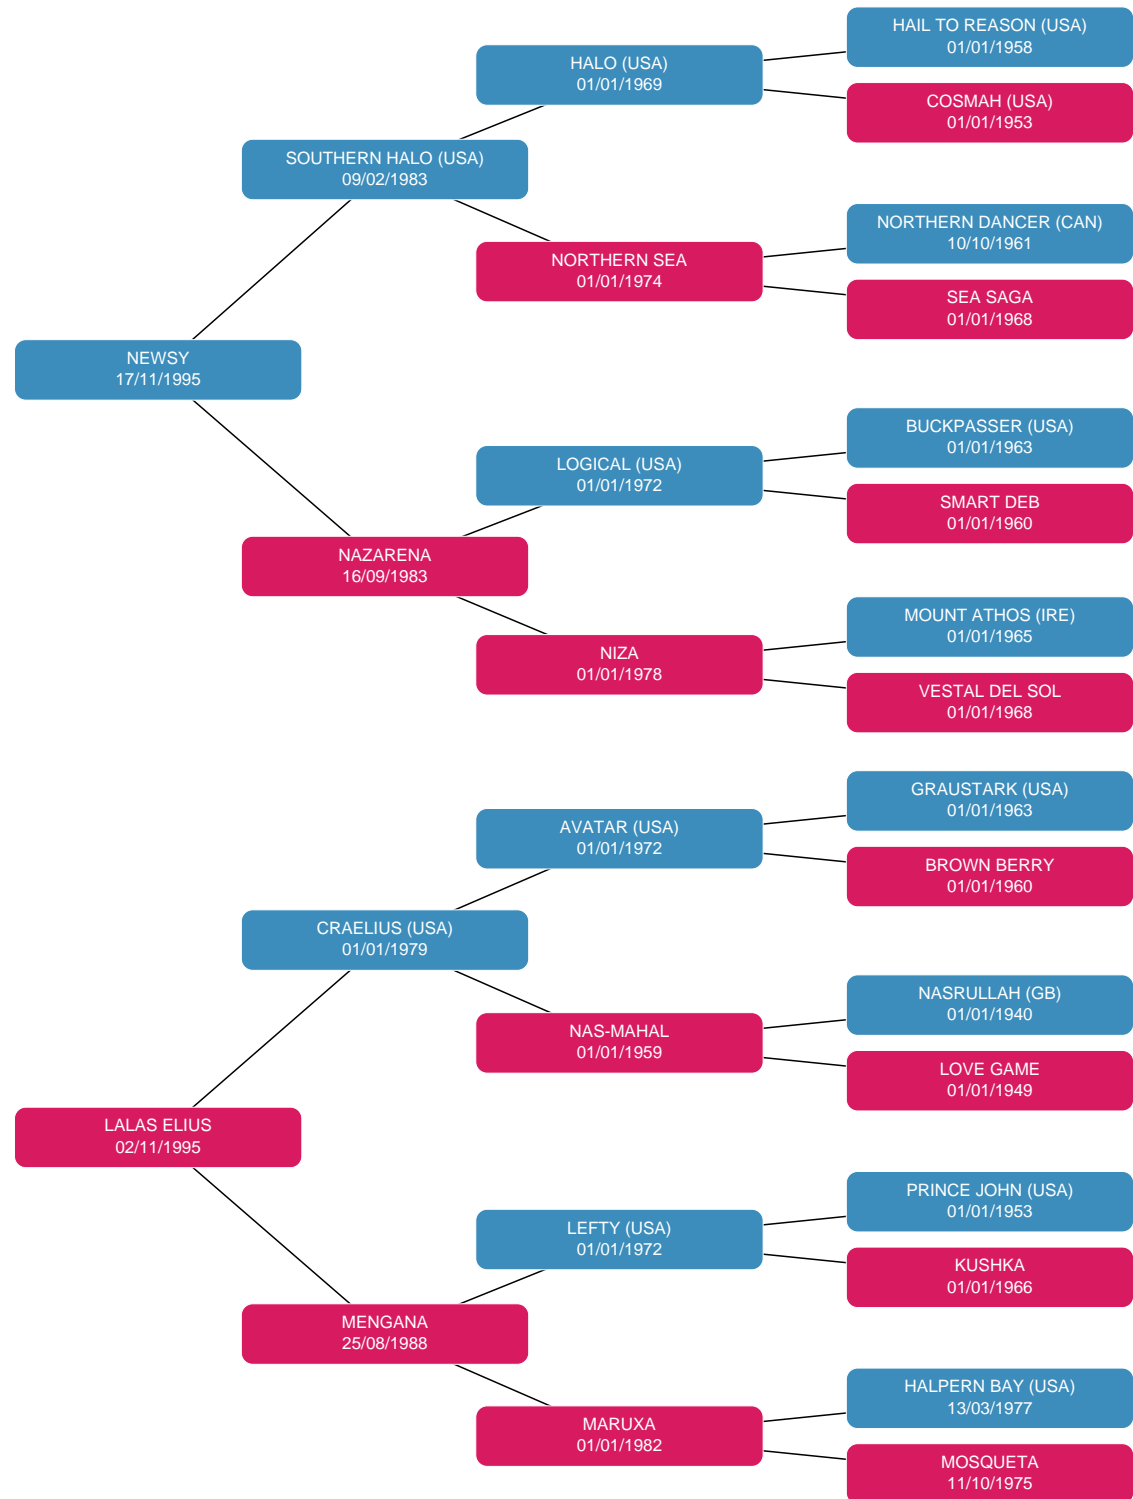 HAIL TO REASON (USA)
01/01/1958
HALO (USA)
01/01/1969
COSMAH (USA)
01/01/1953
SOUTHERN HALO (USA)
09/02/1983
NORTHERN DANCER (CAN)
10/10/1961
NORTHERN SEA
01/01/1974
SEA SAGA
01/01/1968
NEWSY
17/11/1995
BUCKPASSER (USA)
01/01/1963
LOGICAL (USA)
01/01/1972
SMART DEB
01/01/1960
NAZARENA
16/09/1983
MOUNT ATHOS (IRE)
01/01/1965
NIZA
01/01/1978
VESTAL DEL SOL
01/01/1968
GRAUSTARK (USA)
01/01/1963
AVATAR (USA)
01/01/1972
BROWN BERRY
01/01/1960
CRAELIUS (USA)
01/01/1979
NASRULLAH (GB)
01/01/1940
NAS-MAHAL
01/01/1959
LOVE GAME
01/01/1949
LALAS ELIUS
02/11/1995
PRINCE JOHN (USA)
01/01/1953
LEFTY (USA)
01/01/1972
KUSHKA
01/01/1966
MENGANA
25/08/1988
HALPERN BAY (USA)
13/03/1977
MARUXA
01/01/1982
MOSQUETA
11/10/1975